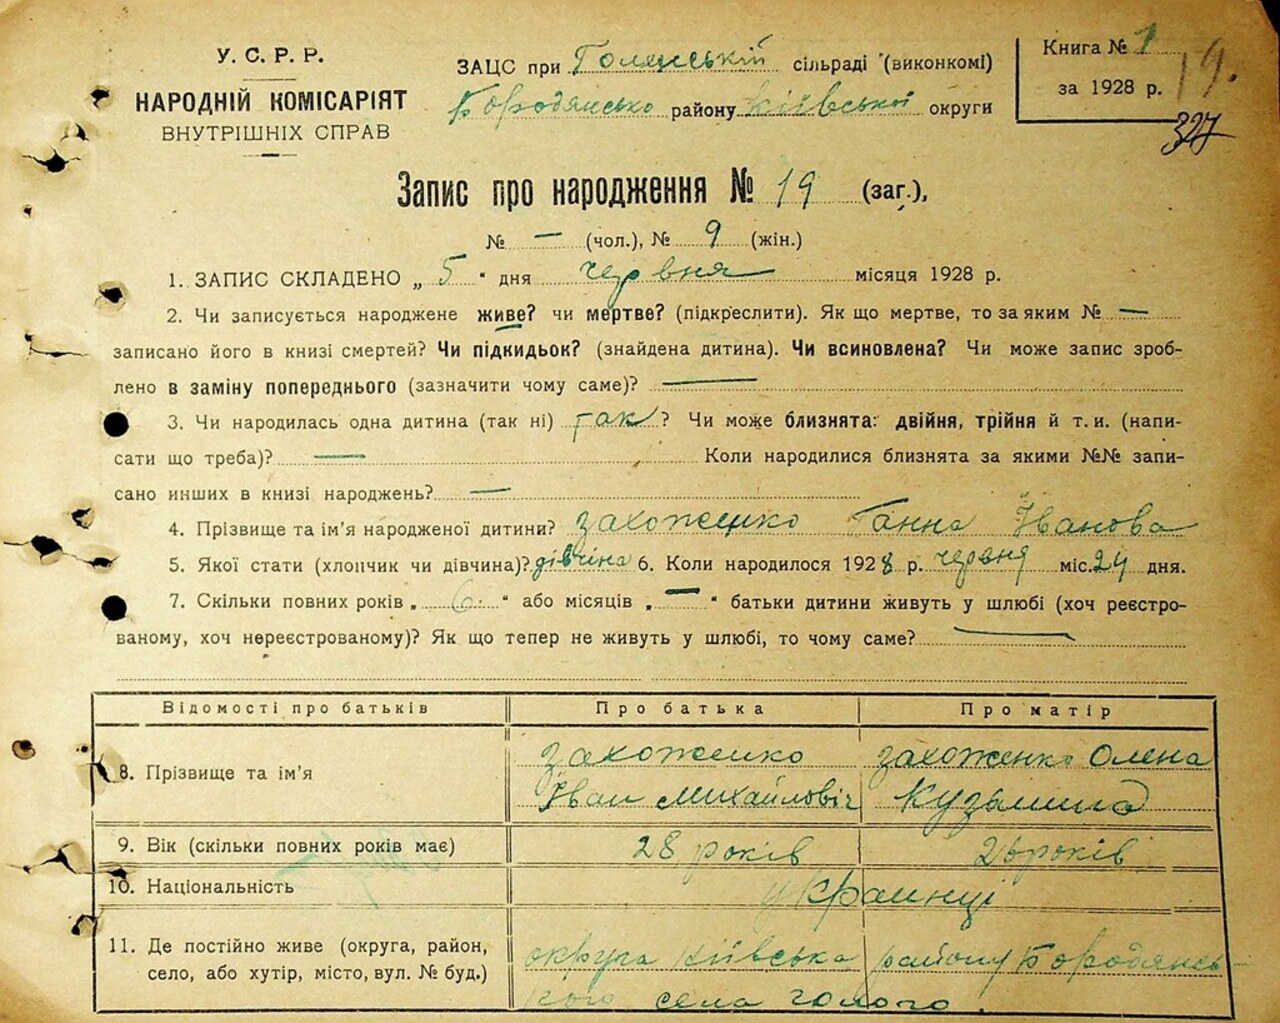 У. С. Р. Р.
НАРОДНІЙ КОМІСАРІЯТ
ВНУТРІШНІХ СПРАВ
ЗАЦС при сільраді (виконкомі)
Бородянсько району Київської округи
Книга № 1
за 1928 р.
19.
327
Запис про народження № 19 (заг.),
№ — (чол.), № 9 (жін.)
1. ЗАПИС СКЛАДЕНО „ 5 “ дня червня місяця 1928 р.
2. Чи записується народжене живе? чи мертве? (підкреслити). Як що мертве, то за яким № —
записано його в книзі смертей? Чи підкидьок? (знайдена дитина). Чи всиновлена? Чи може запис зроб-
лено в заміну попереднього (зазначити чому саме)? —
3. Чи народилась одна дитина (так ні) так ? Чи може близнята: двійня, трійня й т. и. (напи-
сати що треба)? — Коли народилися близнята за якими №№ запи-
сано инших в книзі народжень? —
4. Прізвище та ім’я народженої дитини? Захоженко Ганна Іванова
5. Якої стати (хлопчик чи дівчина)? дівчіна 6. Коли народилося 1928 р. червня міс. 24 дня.
7. Скільки повних років „ 6 “ або місяців „ — “ батьки дитини живуть у шлюбі (хоч реєстро-
ваному, хоч нереєстрованому)? Як що тепер не живуть у шлюбі, то чому саме? —
Відомості про батьків Про батька Про матір
8. Прізвище та ім’я Захоженко Захоженко Олена
Іван Михайловіч
9. Вік (скільки повних років має) 28 років 26 років
10. Національність украинці
11. Де постійно живе (округа, район, округа Київська району Бородянсь-
село, або хутір, місто, вул. № буд.) кого села голого.